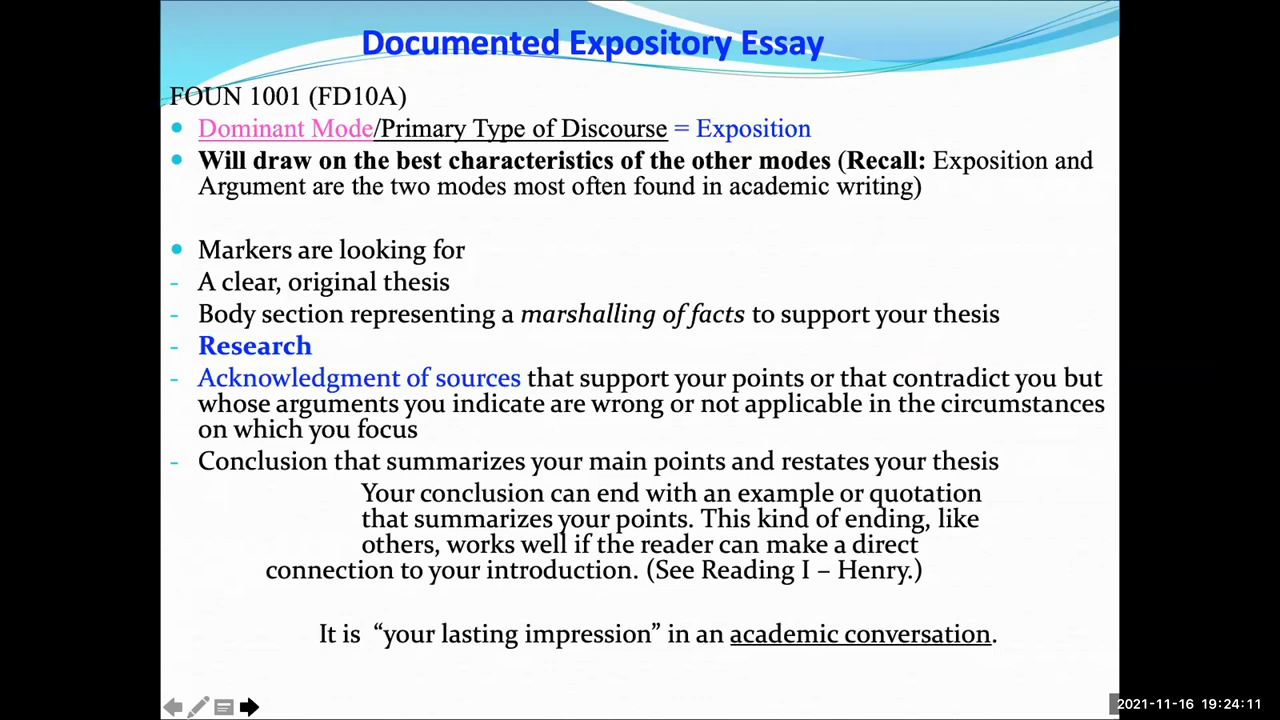 Documented Expository Essay
FOUN 1001 (FD10A)
Dominant Mode/Primary Type of Discourse = Exposition
Will draw on the best characteristics of the other modes (Recall: Exposition and
Argument are the two modes most often found in academic writing)
Markers are looking for
- A clear, original thesis
- Body section representing a marshalling of facts to support your thesis
- Research
- Acknowledgment of sources that support your points or that contradict you but
whose arguments you indicate are wrong or not applicable in the circumstances
on which you focus
- Conclusion that summarizes your main points and restates your thesis
Your conclusion can end with an example or quotation
that summarizes your points. This kind of ending, like
others, works well if the reader can make a direct
connection to your introduction. (See Reading I – Henry.)
It is “your lasting impression” in an academic conversation.
2021-11-16 19:24:11